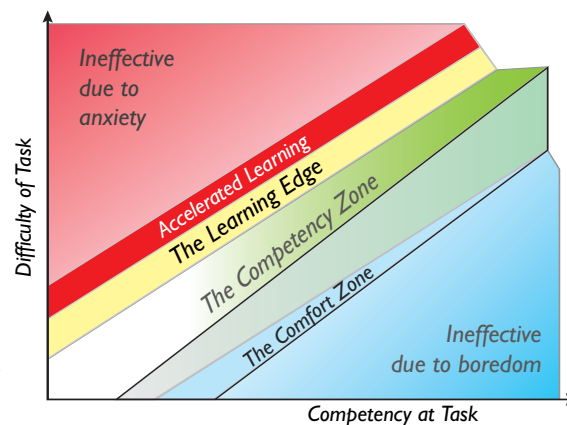 Ineffective
due to
anxiety
Accelerated Learning
The Learning Edge
The Competency Zone
The Comfort Zone
Ineffective
due to boredom
Difficulty of Task
Competency at Task